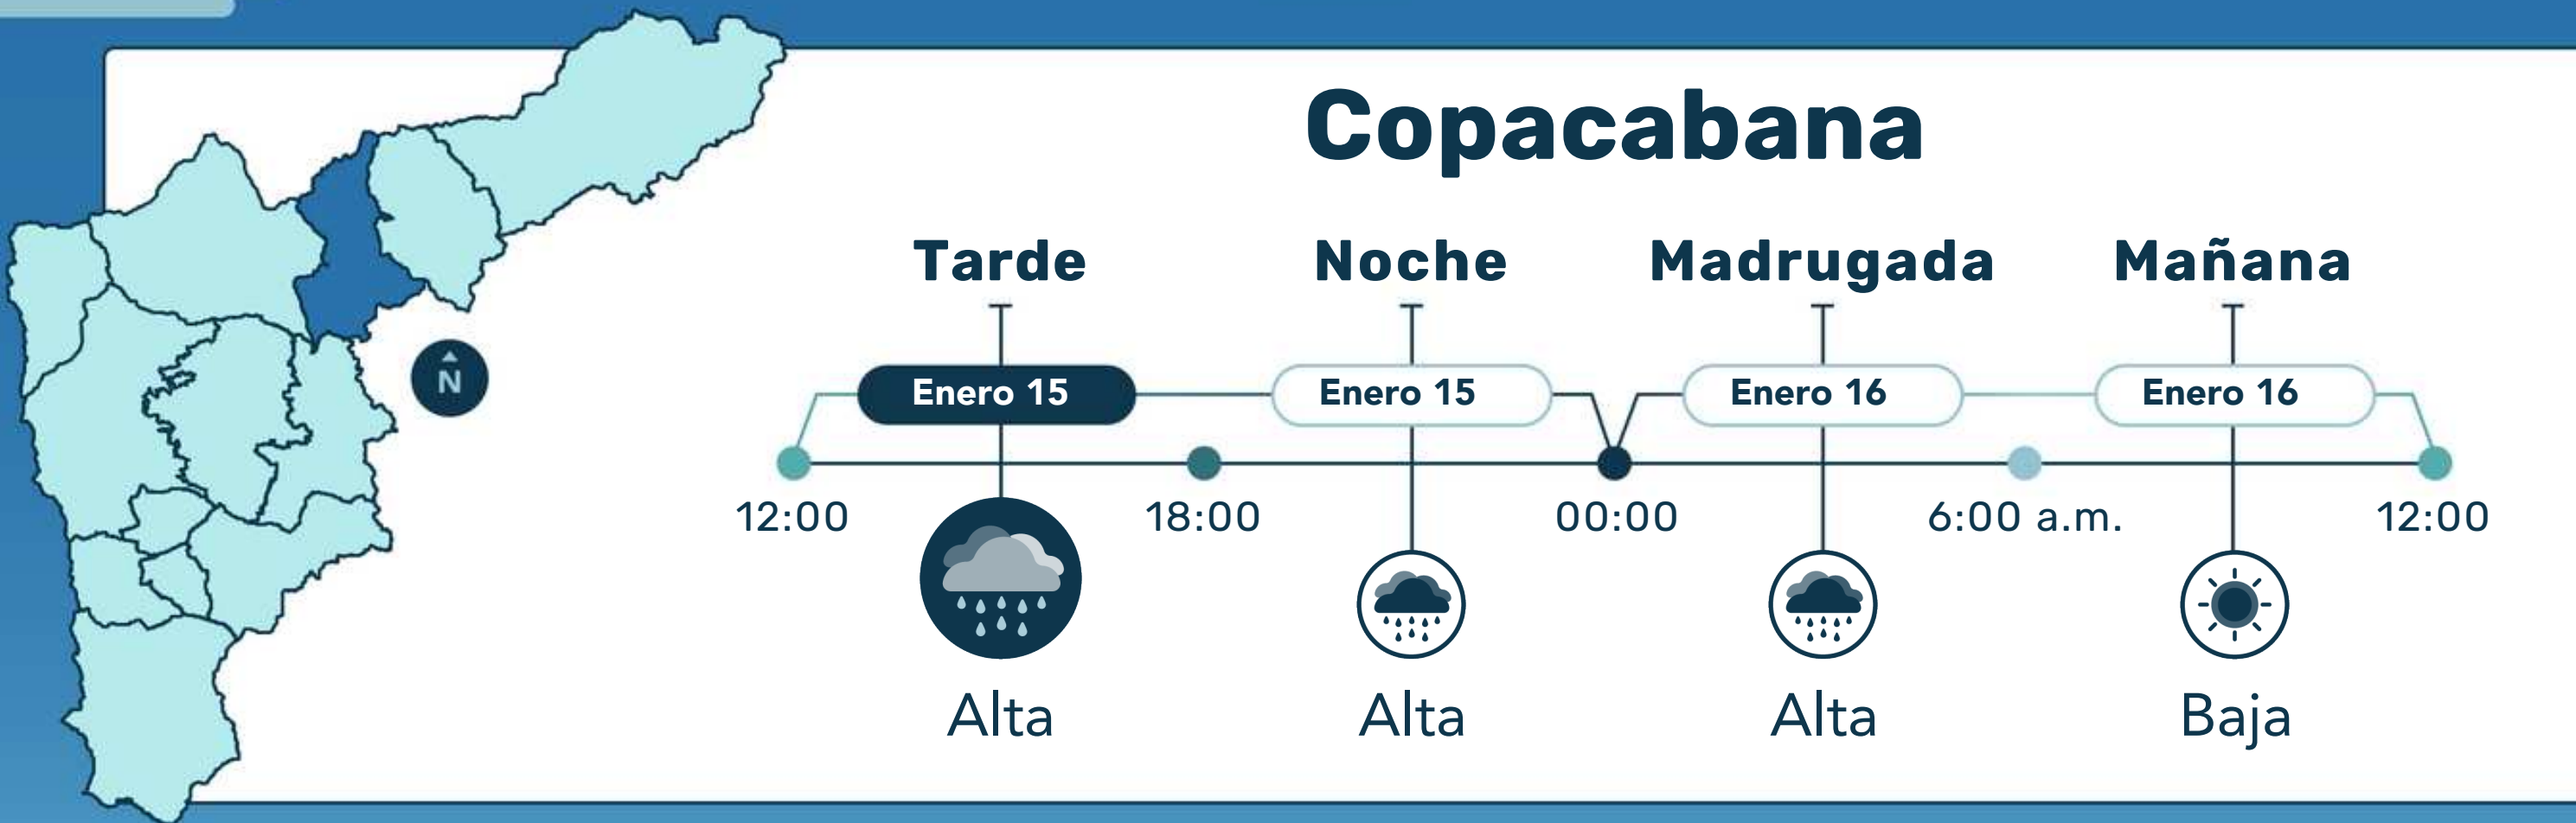 Copacabana
Tarde Noche Madrugada Mañana
Enero 15 Enero 15 Enero 16 Enero 16
N
12:00 18:00 00:00 6:00 a.m. 12:00
Alta Alta Alta Baja